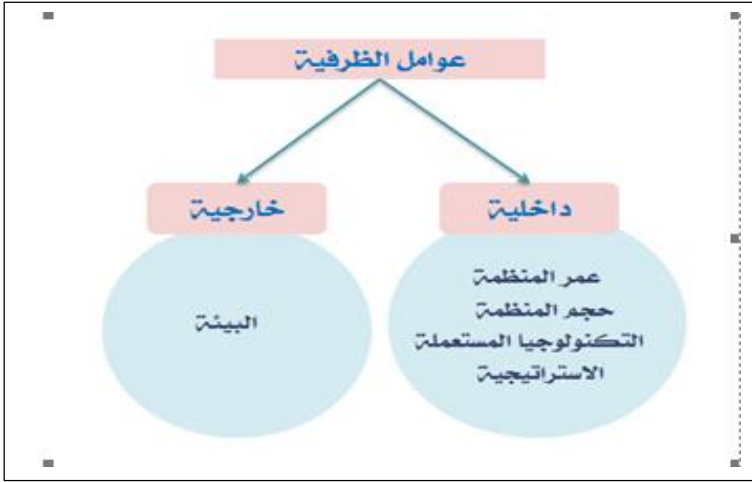 عوامل الظرفية
داخلية
عمر المنظمة
حجم المنظمة
التكنولوجيا المستعملة
الاستراتيجية
خارجية
البيئة